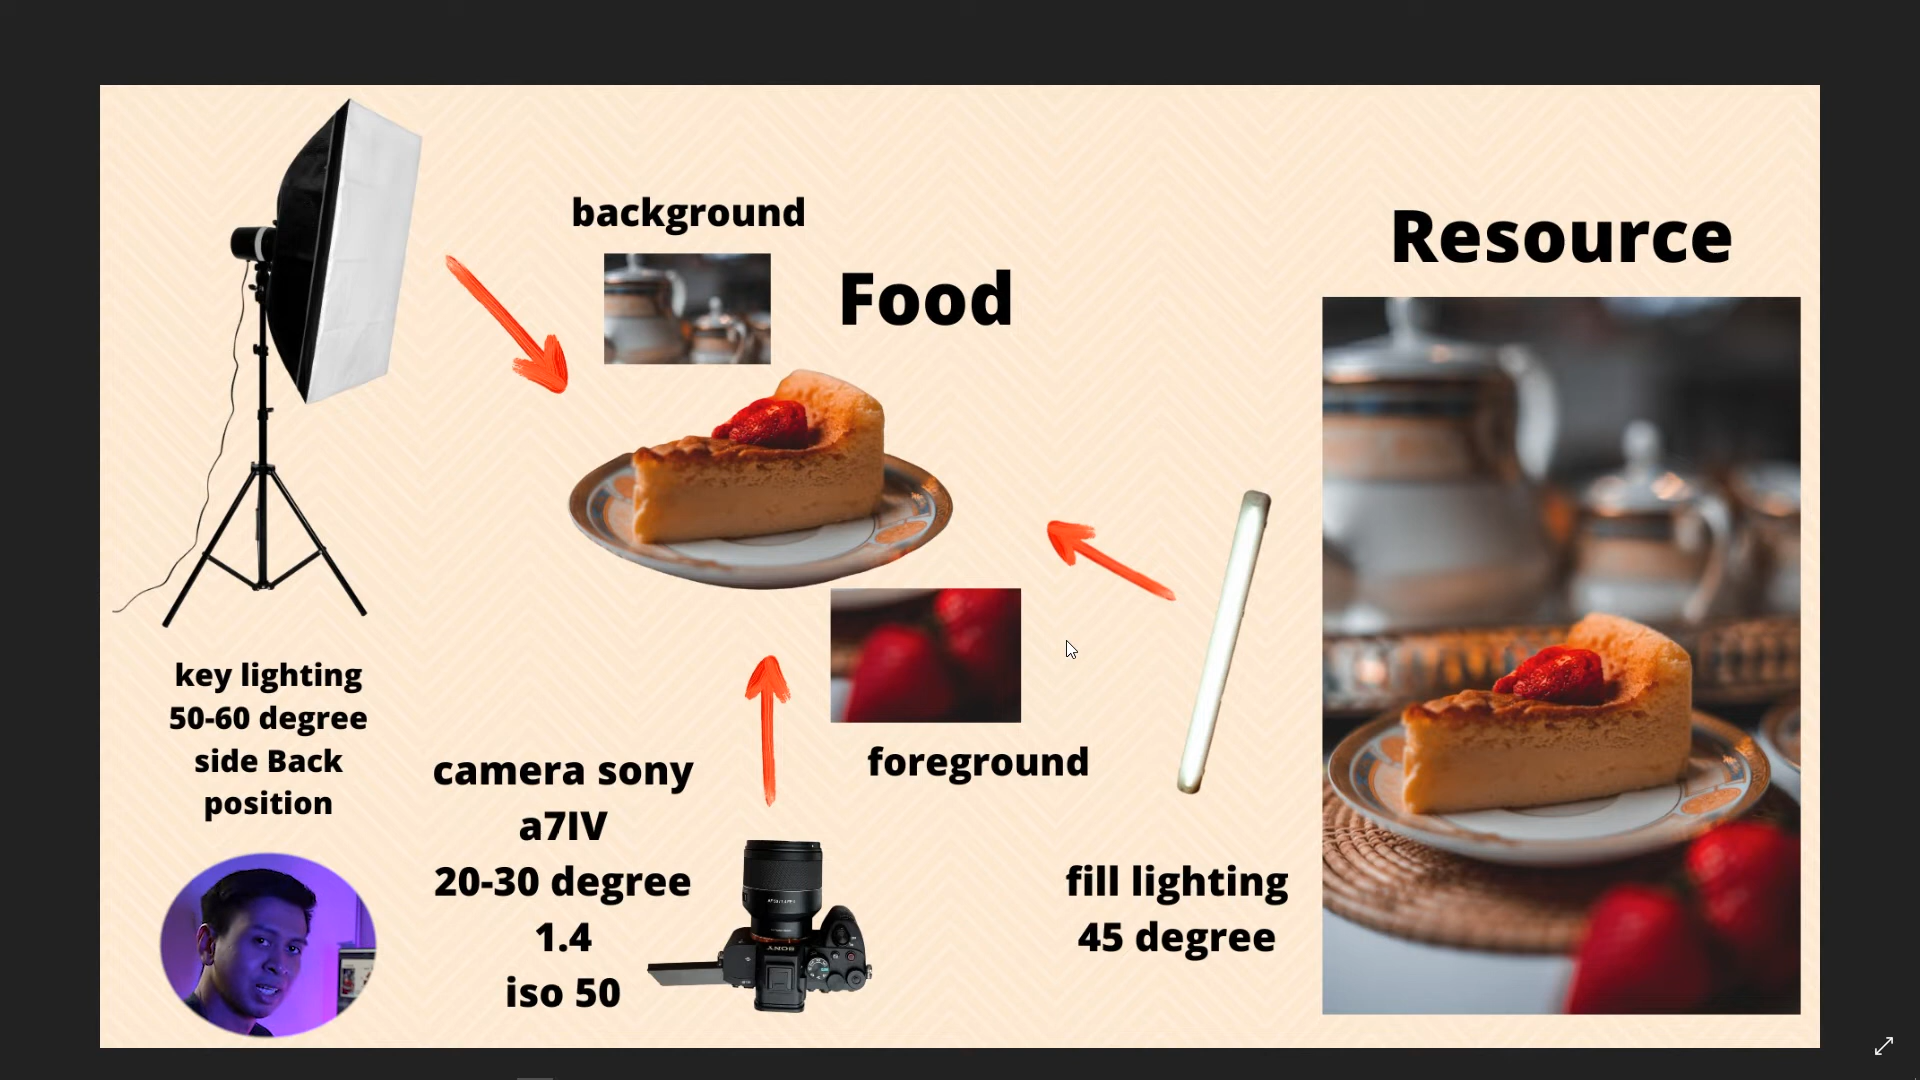 background
Food
Resource
key lighting
50-60 degree
side Back
position
camera sony
a7IV
20-30 degree
1.4
iso 50
SONY
foreground
fill lighting
45 degree